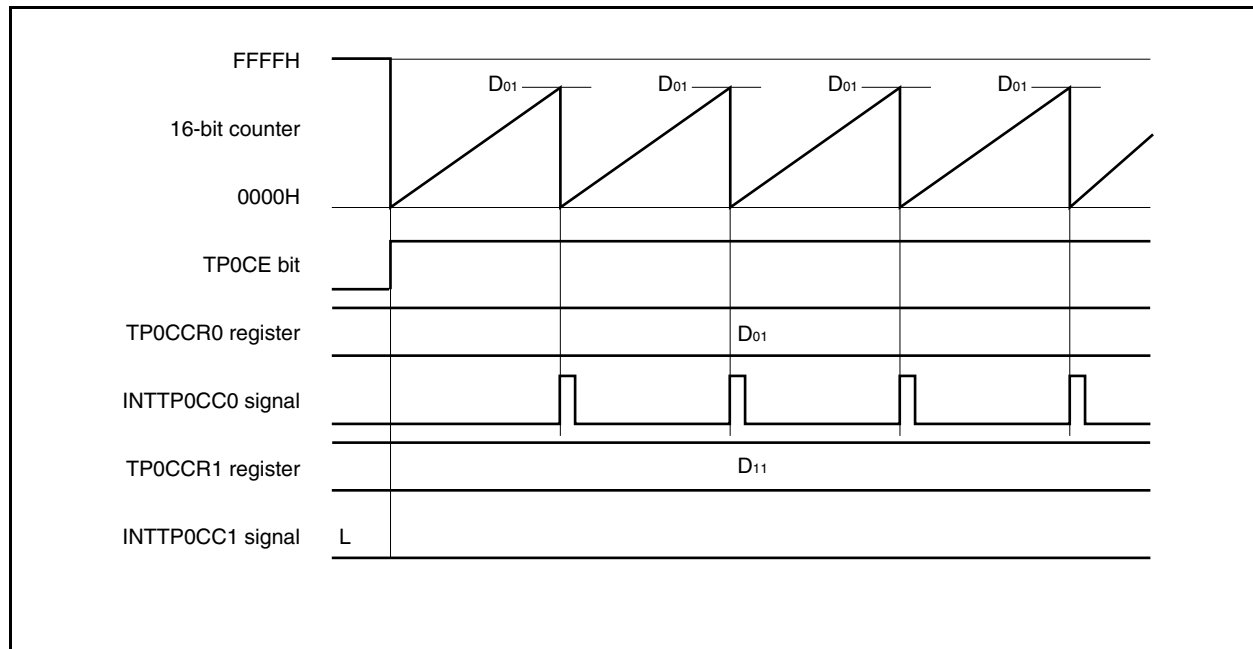 FFFFH
D01 D01 D01 D01
16-bit counter
0000H
TP0CE bit
TP0CCR0 register
D01
INTTP0CC0 signal
TP0CCR1 register
D11
INTTP0CC1 signal
L